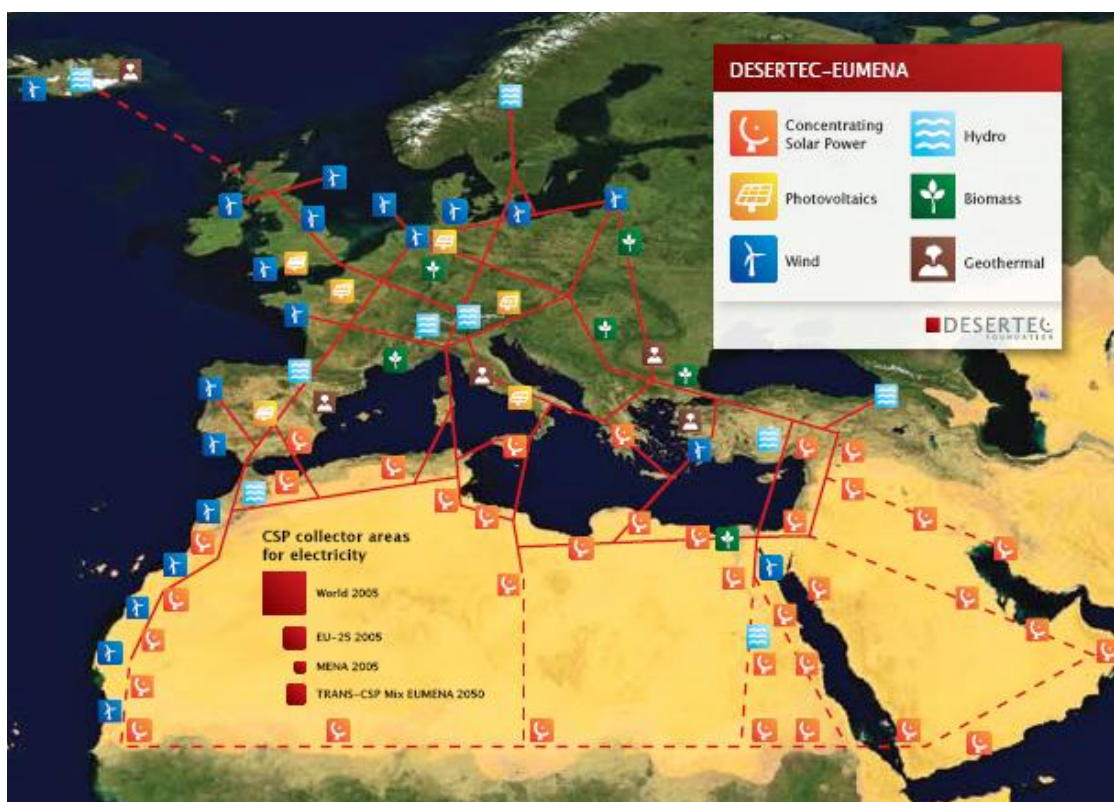 DESERTEC-EUMENA
Concentrating
Solar Power
Hydro
Photovoltaics
Biomass
Wind
Geothermal
DESERTEC
FOUNDATION
CSP collector areas
for electricity
World 2005
EU-25 2005
MENA 2005
TRANS-CSP Mix EUMENA 2050